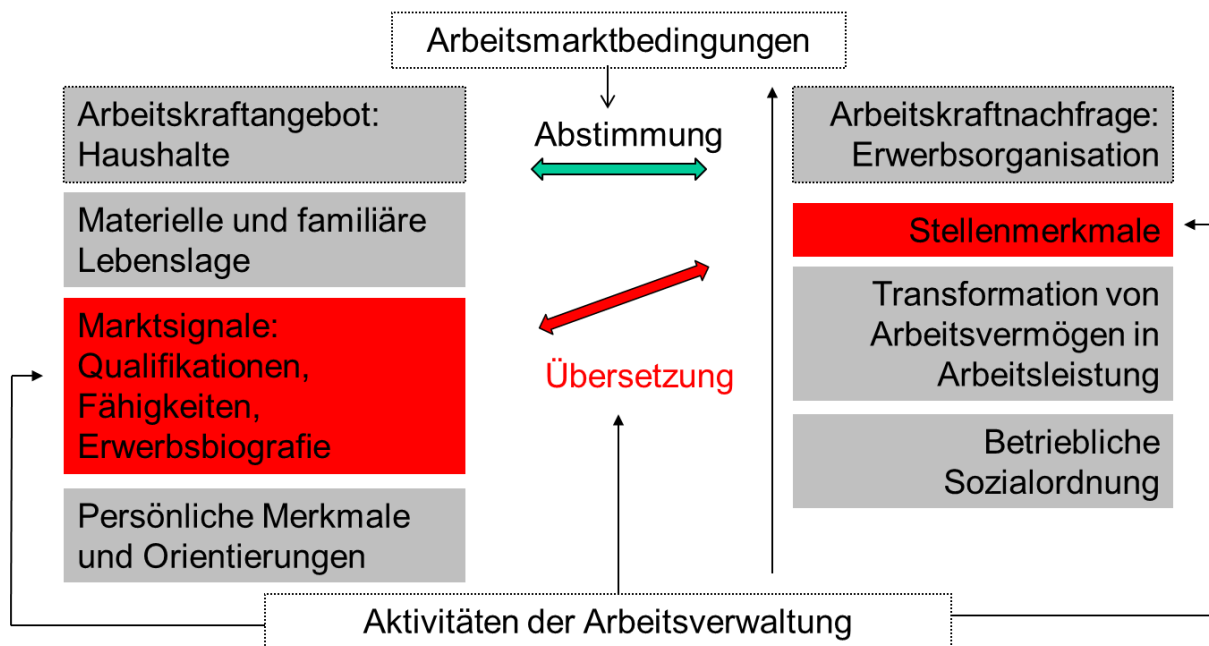 Arbeitsmarktbedingungen
Arbeitskraftangebot:
Haushalte
Materielle und familiäre
Lebenslage
Marktsignale:
Qualifikationen,
Fähigkeiten,
Erwerbsbiografie
Persönliche Merkmale
und Orientierungen
Abstimmung
Übersetzung
Arbeitskraftnachfrage:
Erwerbsorganisation
Stellenmerkmale
Transformation von
Arbeitsvermögen in
Arbeitsleistung
Betriebliche
Sozialordnung
Aktivitäten der Arbeitsverwaltung